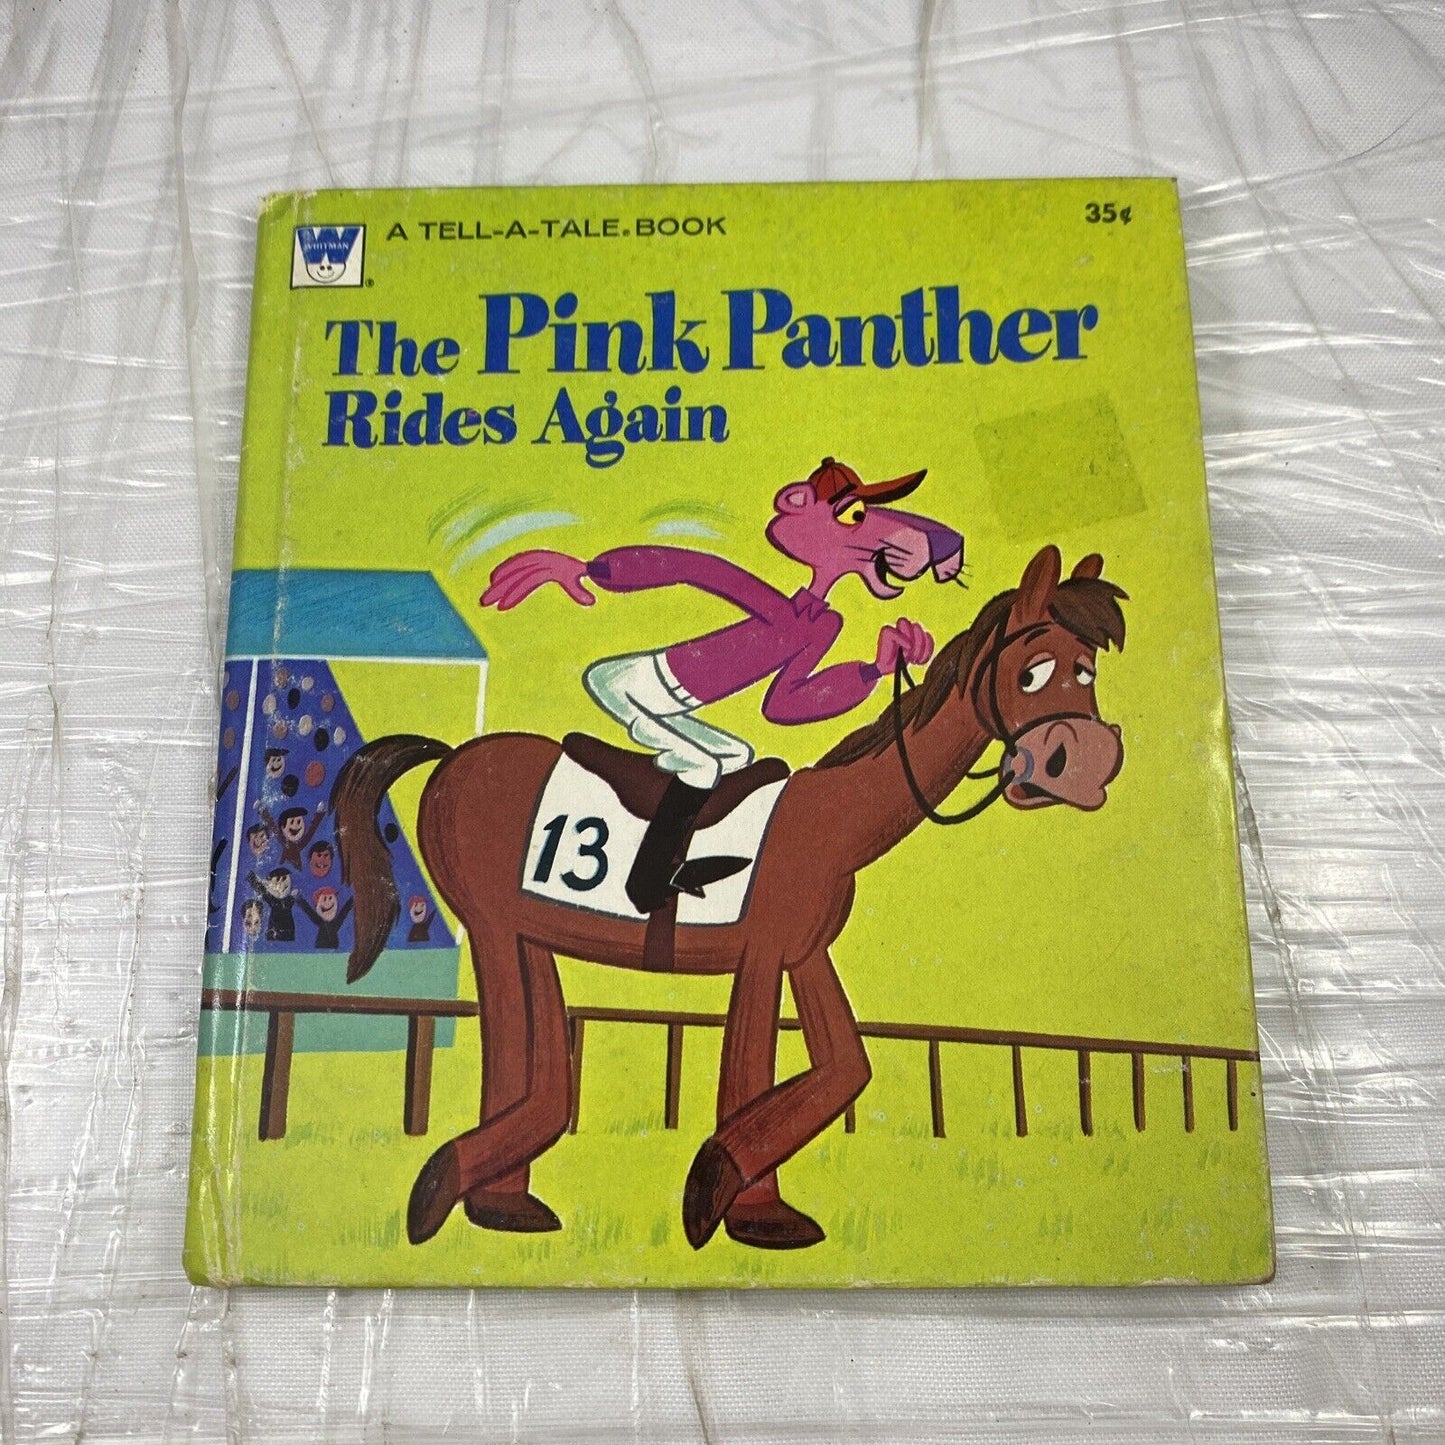 WHITMAN
A TELL-A-TALE® BOOK
35¢
The Pink Panther
Rides Again
13